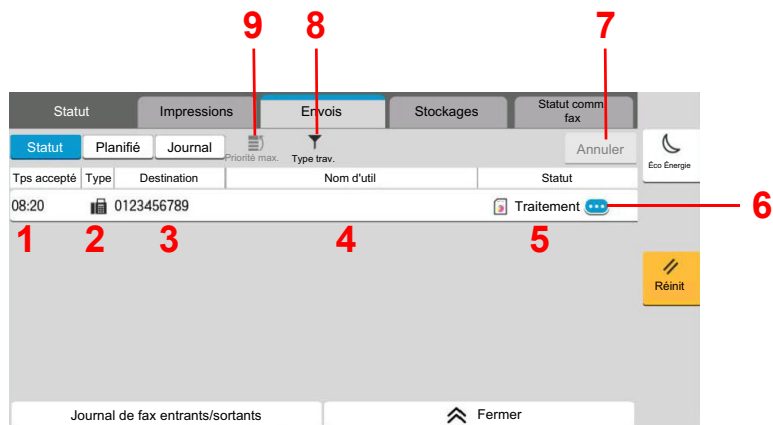 9 8 7
Statut Impressions Envois Stockages Statut comm.
fax
Statut Planifié Journal Priorité max. Type trav. Annuler
Éco Énergie
Tps accepté Type Destination Nom d'util Statut
08:20 0123456789 Traitement 6
1 2 3 4 5
Réinit
Journal de fax entrants/sortants Fermer